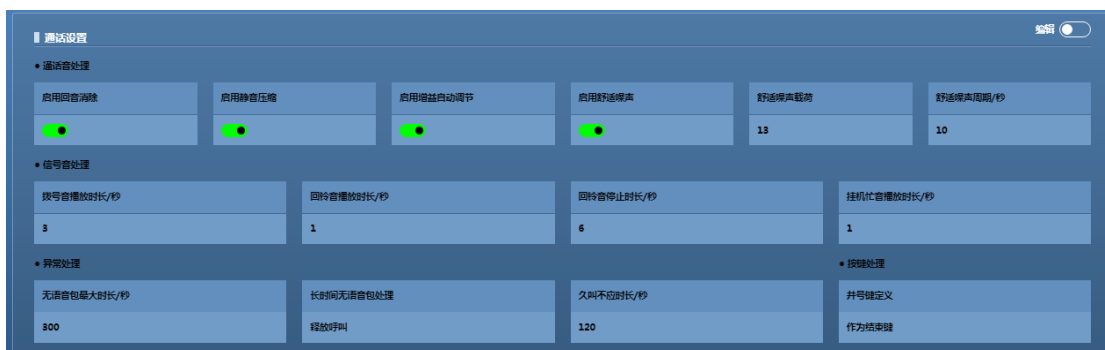 通话设置
编辑
• 通话音处理
启用回音消除 启用静音压缩 启用增益自动调节 启用舒适噪声 舒适噪声载荷 舒适噪声周期/秒
13 10
• 信号音处理
拨号音播放时长/秒 回铃音播放时长/秒 回铃音停止时长/秒 挂机忙音播放时长/秒
3 1 6 1
• 异常处理 • 按键处理
无语音包最大时长/秒 长时间无语音包处理 久叫不应时长/秒 井号键定义
300 释放呼叫 120 作为结束键